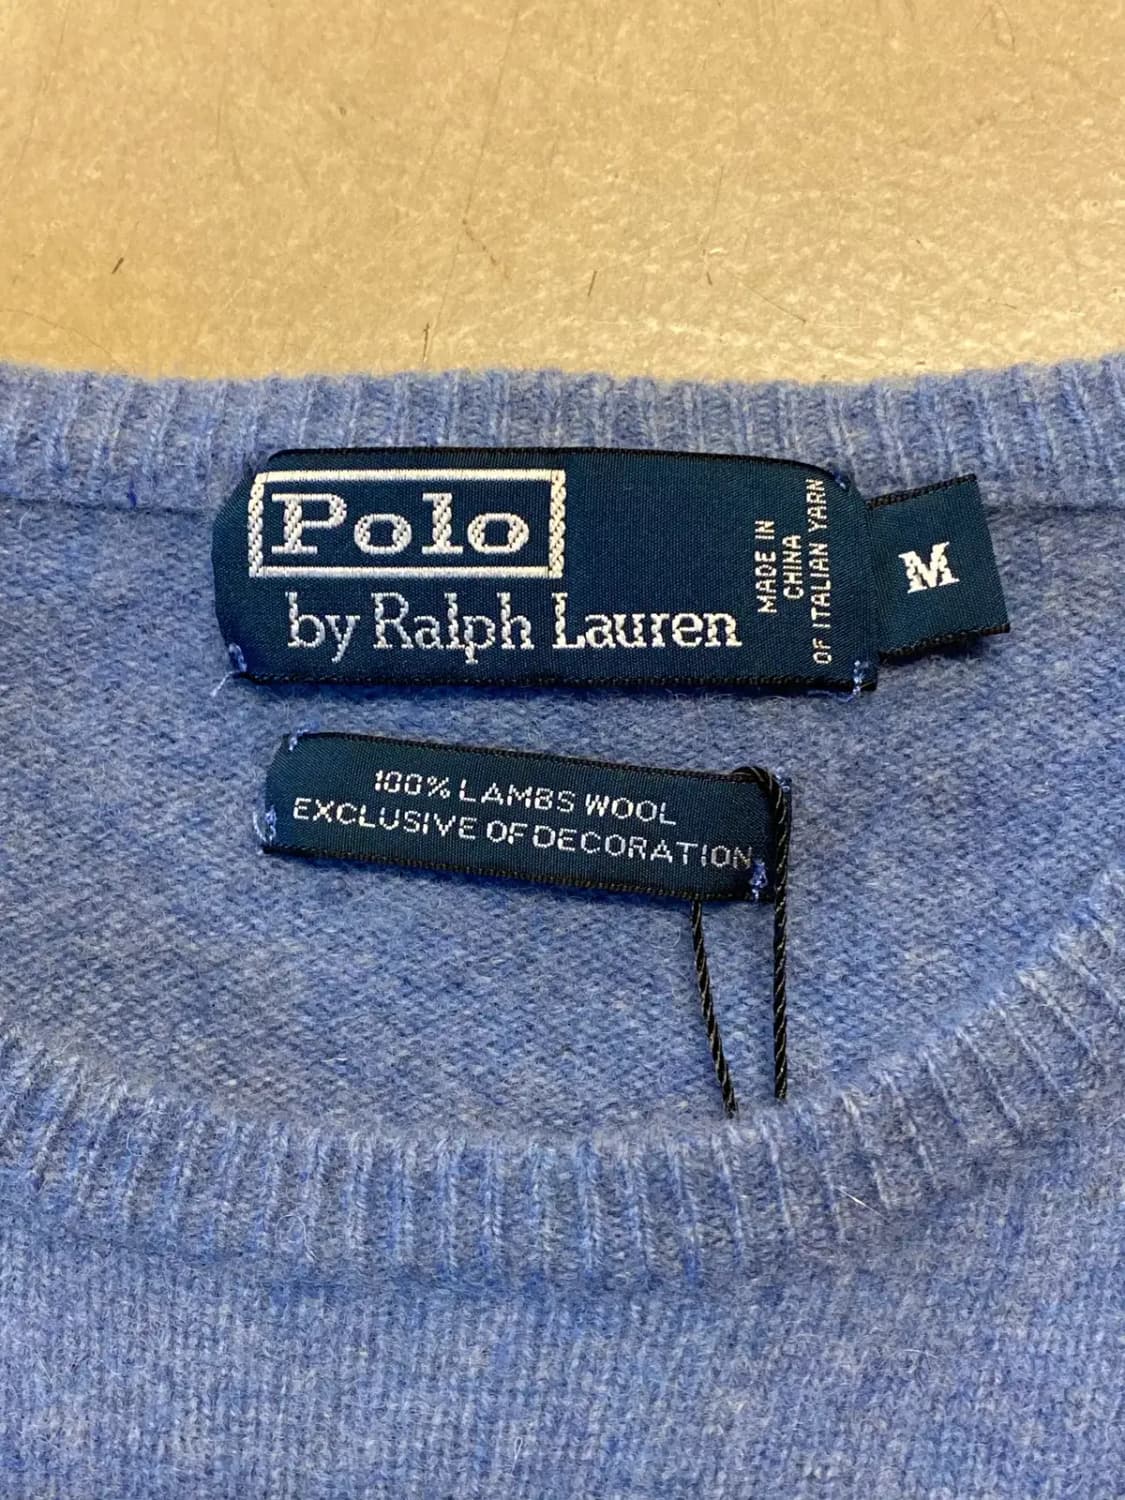 Polo
by Ralph Lauren
MADE IN
CHINA
OF ITALIAN YARN
M
100% LAMBS WOOL
EXCLUSIVE OF DECORATION